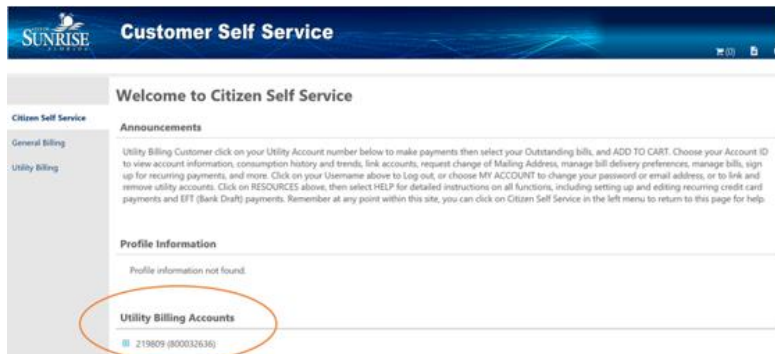 SUNRISE
FLORIDA
Customer Self Service
(0)
Welcome to Citizen Self Service
Citizen Self Service
General Billing
Utility Billing
Announcements
Utility Billing Customer click on your Utility Account number below to make payments then select your Outstanding bills, and ADD TO CART. Choose your Account ID
to view account information, consumption history and trends, link accounts, request change of Mailing Address, manage bill delivery preferences, manage bills, sign
up for recurring payments, and more. Click on your Username above to Log out, or choose MY ACCOUNT to change your password or email address, or to link and
remove utility accounts. Click on RESOURCES above, then select HELP for detailed instructions on all functions, including setting up and editing recurring credit card
payments and EFT (Bank Draft) payments. Remember at any point within this site, you can click on Citizen Self Service in the left menu to return to this page for help.
Profile Information
Profile information not found.
Utility Billing Accounts
219809 (800032636)